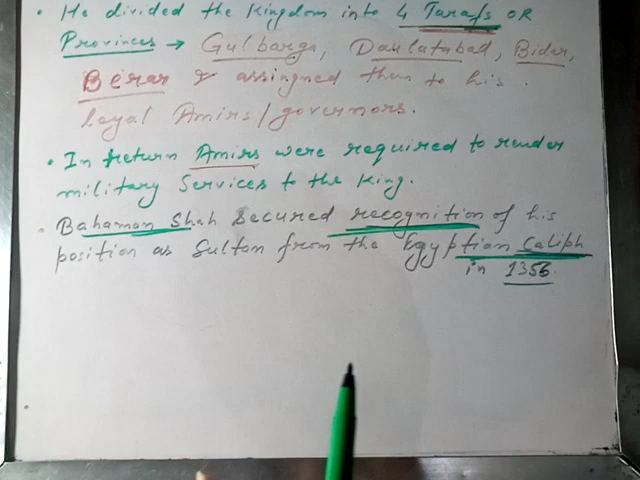 • He divided the Kingdom into 4 Tarafs OR
Provinces → Gulbarga, Daulatabad, Bidar,
Berar & assingned them to his
loyal Amirs/governors.
• In return Amirs were required to render
military Services to the King.
• Bahaman Shah secured recognition of his
position as Sultan from the Egyptian Caliph
in 1356